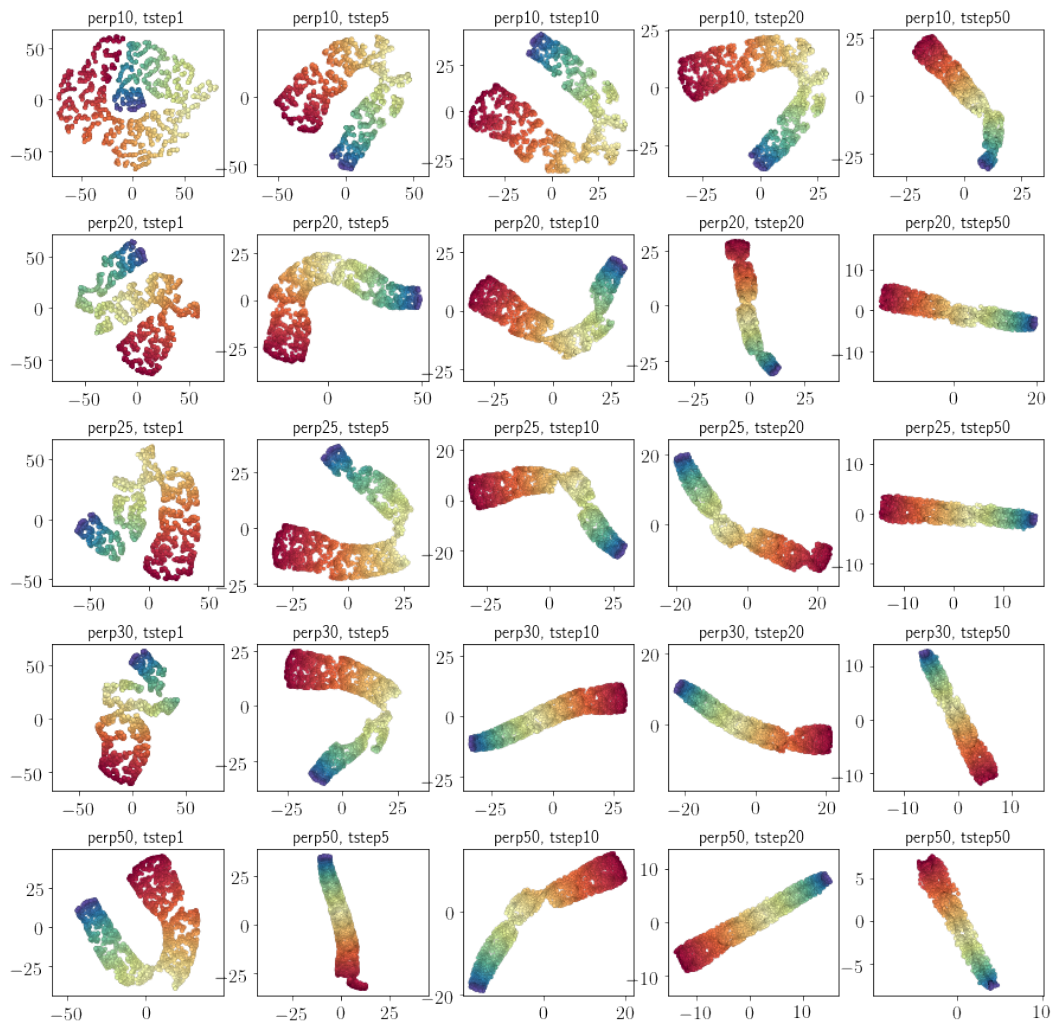 perp10, tstep1 perp10, tstep5 perp10, tstep10 perp10, tstep20 perp10, tstep50
50 50 25 25 25
0 0 0 0 0
−50 −50 −25 −25 −25
−50 0 50 −50 0 50 −25 0 25 −25 0 25 −25 0 25
perp20, tstep1 perp20, tstep5 perp20, tstep10 perp20, tstep20 perp20, tstep50
50 25 25 25 10
0 0 0 0 0
−50 −25 −25 −25 −10
−50 0 50 0 50 −25 0 25 −25 0 25 0 20
perp25, tstep1 perp25, tstep5 perp25, tstep10 perp25, tstep20 perp25, tstep50
50 25 20 20 10
0 0 0 0 0
−50 −25 −20 −10
−50 0 50 −25 0 25 −25 0 25 −20 0 20 −10 0 10
perp30, tstep1 perp30, tstep5 perp30, tstep10 perp30, tstep20 perp30, tstep50
50 25 25 20 10
0 0 0 0 0
−50 −25 −25 −10
−50 0 50 −25 0 25 −25 0 25 −20 0 20 −10 0 10
perp50, tstep1 perp50, tstep5 perp50, tstep10 perp50, tstep20 perp50, tstep50
25 25 10 5
0 0 0 0 0
−25 −25 −20 −10 −5
−50 0 −25 0 25 0 20 −10 0 10 0 10